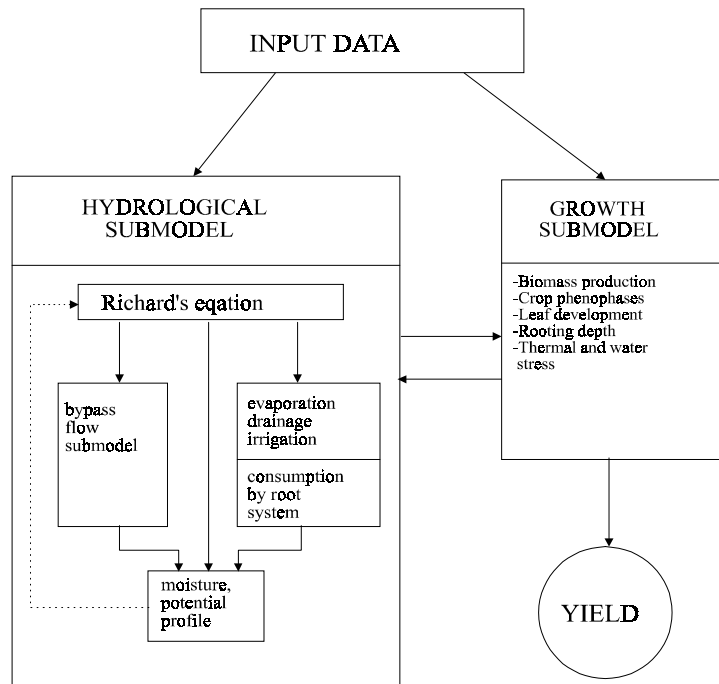 INPUT DATA
HYDROLOGICAL
SUBMODEL
Richard's eqation
bypass
flow
submodel
evaporation
drainage
irrigation
consumption
by root
system
moisture,
potential
profile
GROWTH
SUBMODEL
-Biomass production
-Crop phenophases
-Leaf development
-Rooting depth
-Thermal and water
stress
YIELD